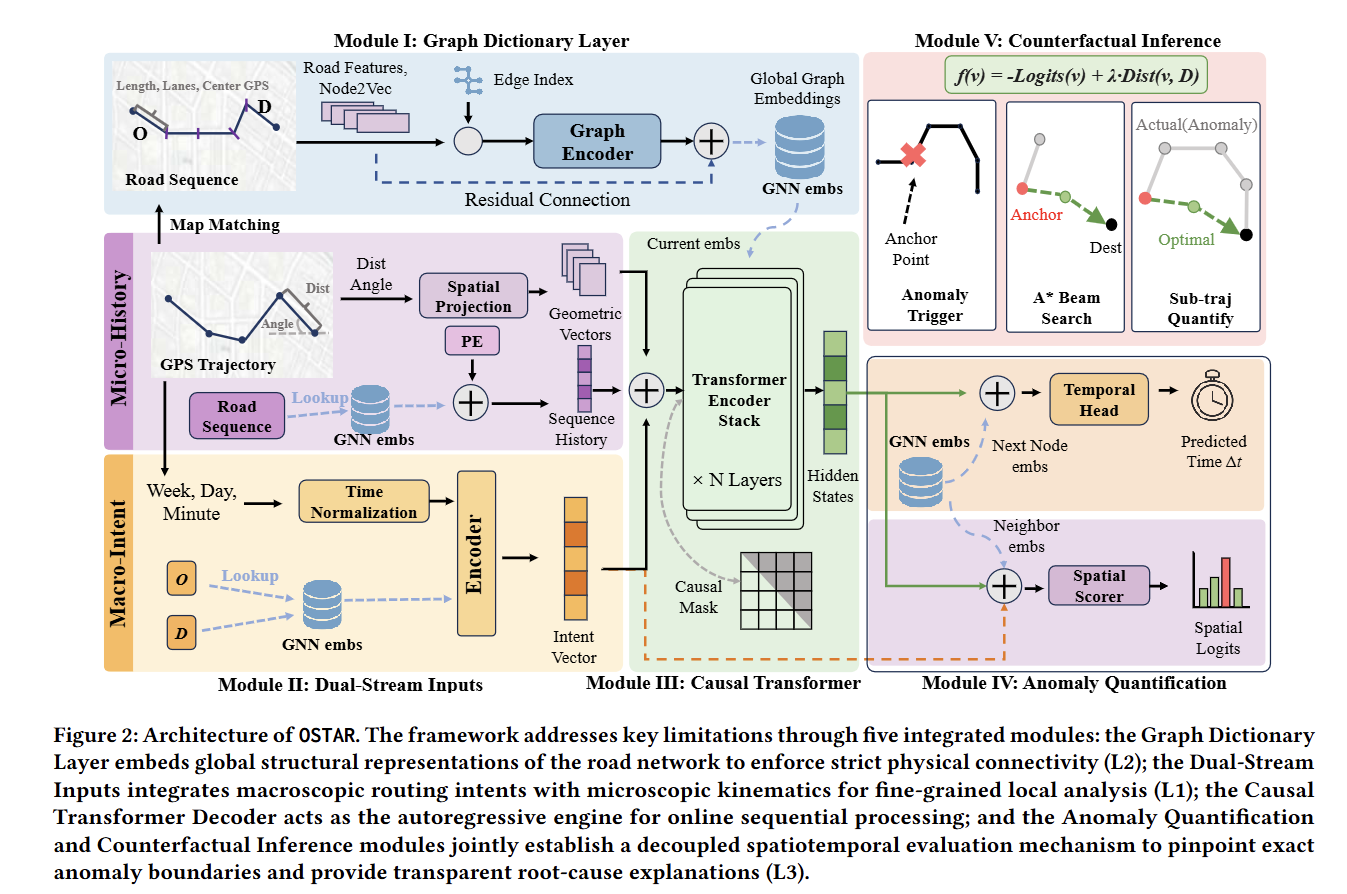 Module I: Graph Dictionary Layer
Length, Lanes, Center GPS
O
D
Road Sequence
Road Features,
Node2Vec
Edge Index
Graph
Encoder
Global Graph
Embeddings
GNN embs
Residual Connection
Map Matching
Micro-History
Dist
Angle
GPS Trajectory
Dist
Angle
Spatial
Projection
Geometric
Vectors
PE
Road
Sequence
Lookup
GNN embs
Sequence
History
Macro-Intent
Week, Day,
Minute
Time
Normalization
O
D
Lookup
GNN embs
Encoder
Intent
Vector
Module II: Dual-Stream Inputs
Current embs
Transformer
Encoder
Stack
× N Layers
Hidden
States
Causal
Mask
Module III: Causal Transformer
Module V: Counterfactual Inference
f(v) = -Logits(v) + λ·Dist(v, D)
Anchor
Point
Anomaly
Trigger
Anchor
Dest
A* Beam
Search
Actual(Anomaly)
Optimal
Sub-traj
Quantify
Temporal
Head
Predicted
Time Δt
GNN embs
Next Node
embs
Neighbor
embs
Spatial
Scorer
Spatial
Logits
Module IV: Anomaly Quantification
Figure 2: Architecture of OSTAR. The framework addresses key limitations through five integrated modules: the Graph Dictionary
Layer embeds global structural representations of the road network to enforce strict physical connectivity (L2); the Dual-Stream
Inputs integrates macroscopic routing intents with microscopic kinematics for fine-grained local analysis (L1); the Causal
Transformer Decoder acts as the autoregressive engine for online sequential processing; and the Anomaly Quantification
and Counterfactual Inference modules jointly establish a decoupled spatiotemporal evaluation mechanism to pinpoint exact
anomaly boundaries and provide transparent root-cause explanations (L3).